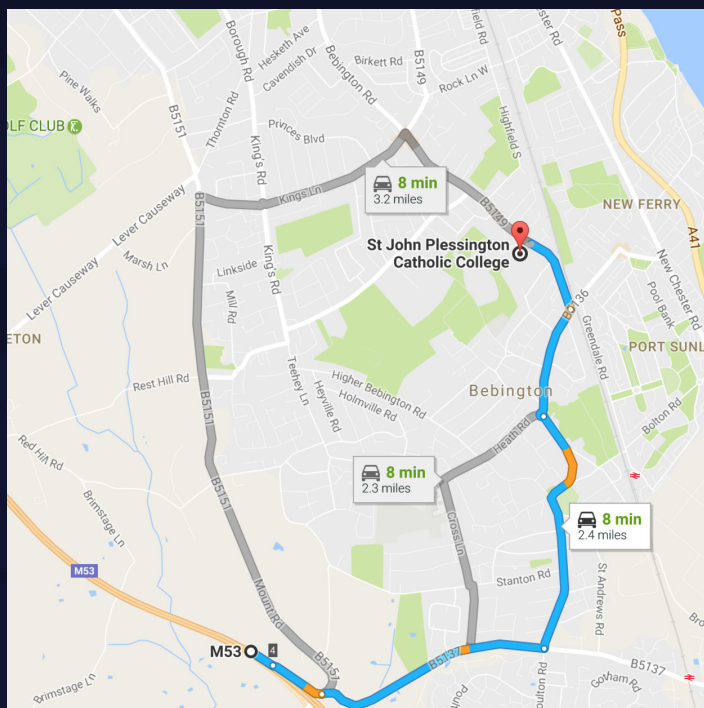 Pass
Hesketh Ave
Cavendish Dr
Borough Rd
Bebington Rd
Birkett Rd
B5149
Rock Ln W
Pine Walks
B5151
Thornton Rd
OLF CLUB
Princes Blvd
King's Rd
Highfield S
Lever Causeway
B5151
Kings Ln
8 min
3.2 miles
B5149
NEW FERRY
A41
St John Plessington
Catholic College
Marsh Ln
Linkside
King's Rd
Lever Causeway
Mill Rd
New Chester Rd
Pool Bank
B5136
Greendale Rd
ETON
PORT SUNL
Rest Hill Rd
Teehey Ln
Heyville Rd
Higher Bebington Rd
Holmville Rd
Bebington
Bolton Rd
B5151
Heath Rd
Red Hill Rd
Brimstage Ln
8 min
2.3 miles
Cross Ln
8 min
2.4 miles
M53
Stanton Rd
St Andrews Rd
Mount Rd
M53
4
B5151
B5137
B5137
Brimstage Ln